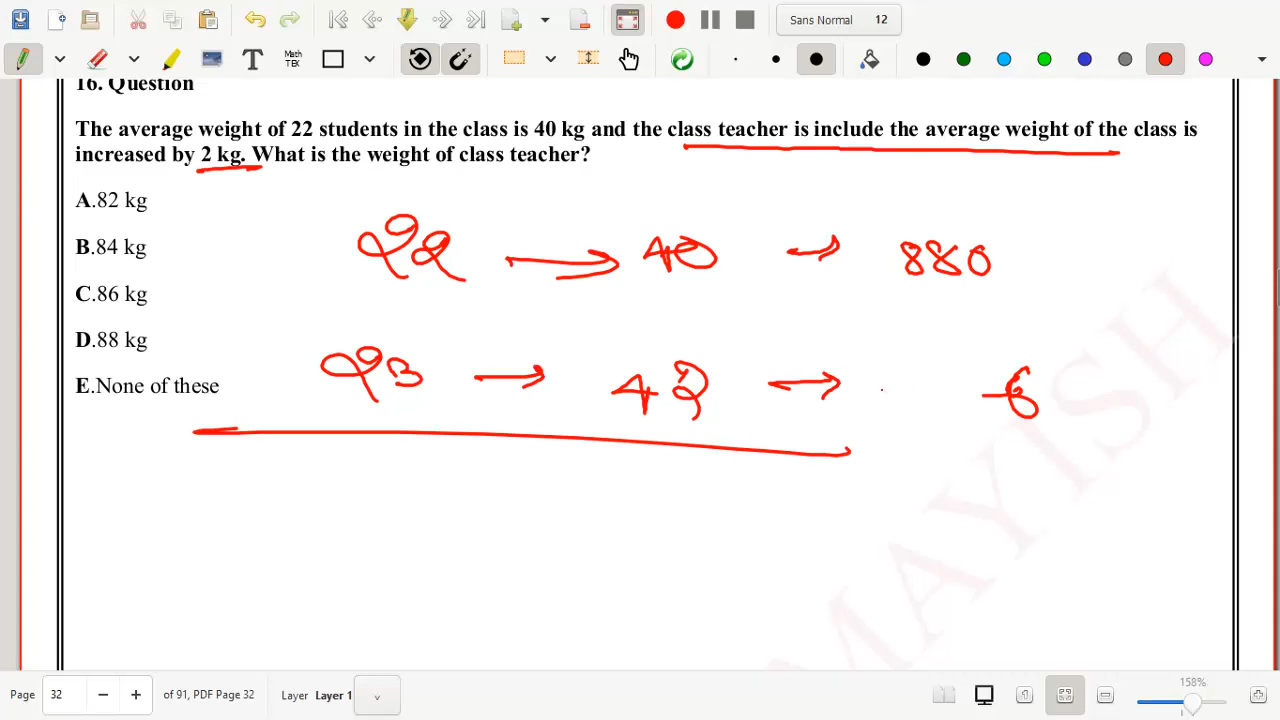 Sans Normal 12
Math
TEX
16. Question
The average weight of 22 students in the class is 40 kg and the class teacher is include the average weight of the class is
increased by 2 kg. What is the weight of class teacher?
A.82 kg
B.84 kg
C.86 kg
D.88 kg
E.None of these
22 → 40 → 880
23 → 42 → 6
MAYISH
Page 32 of 91, PDF Page 32 Layer Layer 1 158%